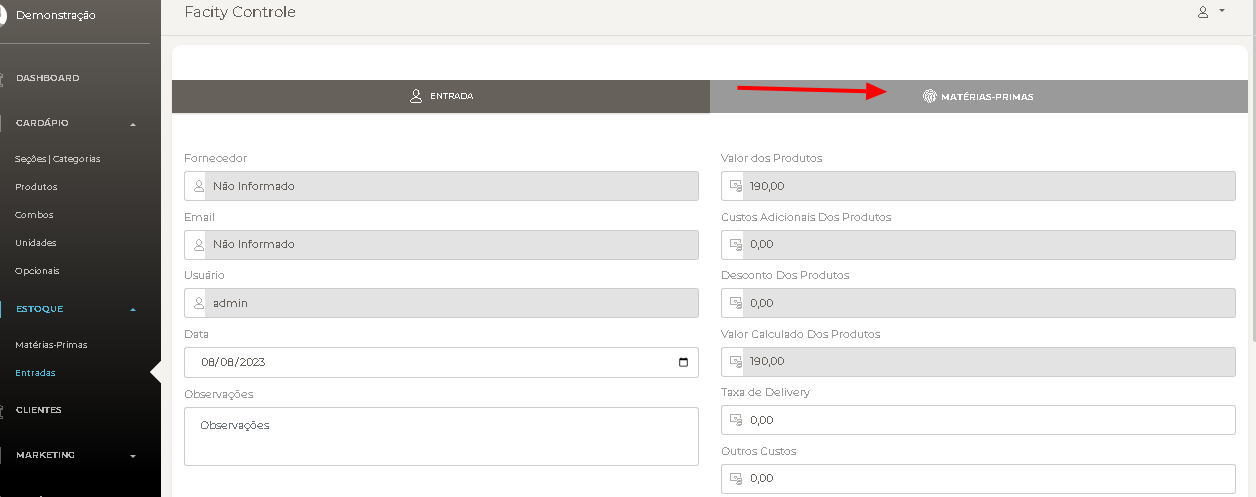 Demonstração
Facity Controle
DASHBOARD
CARDÁPIO
Seções | Categorias
Produtos
Combos
Unidades
Opcionais
ESTOQUE
Matérias-Primas
Entradas
CLIENTES
MARKETING
ENTRADA
MATÉRIAS-PRIMAS
Fornecedor
Não Informado
Email
Não Informado
Usuário
admin
Data
08/08/2023
Observações
Observações
Valor dos Produtos
190,00
Custos Adicionais Dos Produtos
0,00
Desconto Dos Produtos
0,00
Valor Calculado Dos Produtos
190,00
Taxa de Delivery
0,00
Outros Custos
0,00